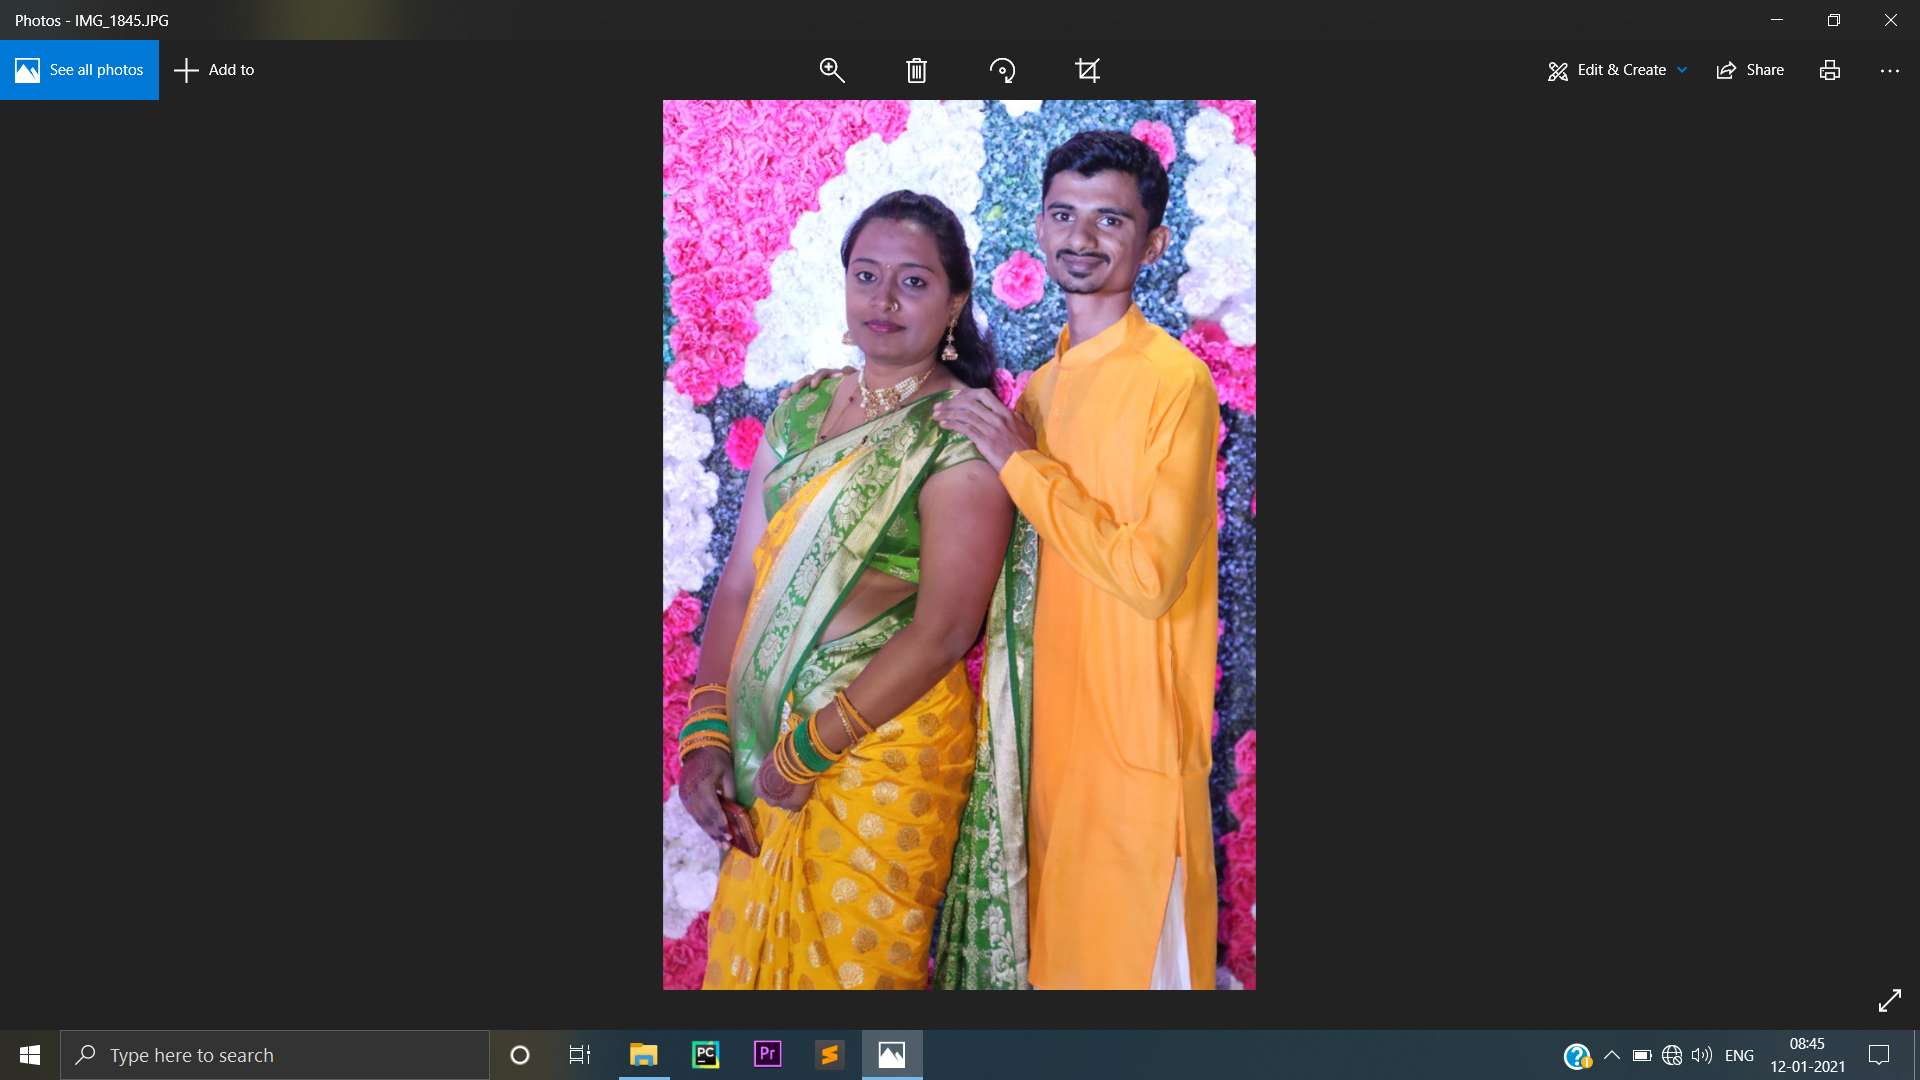 Photos - IMG_1845.JPG
See all photos
Add to
Edit & Create
Share
Type here to search
PC
Pr
ENG
08:45
12-01-2021